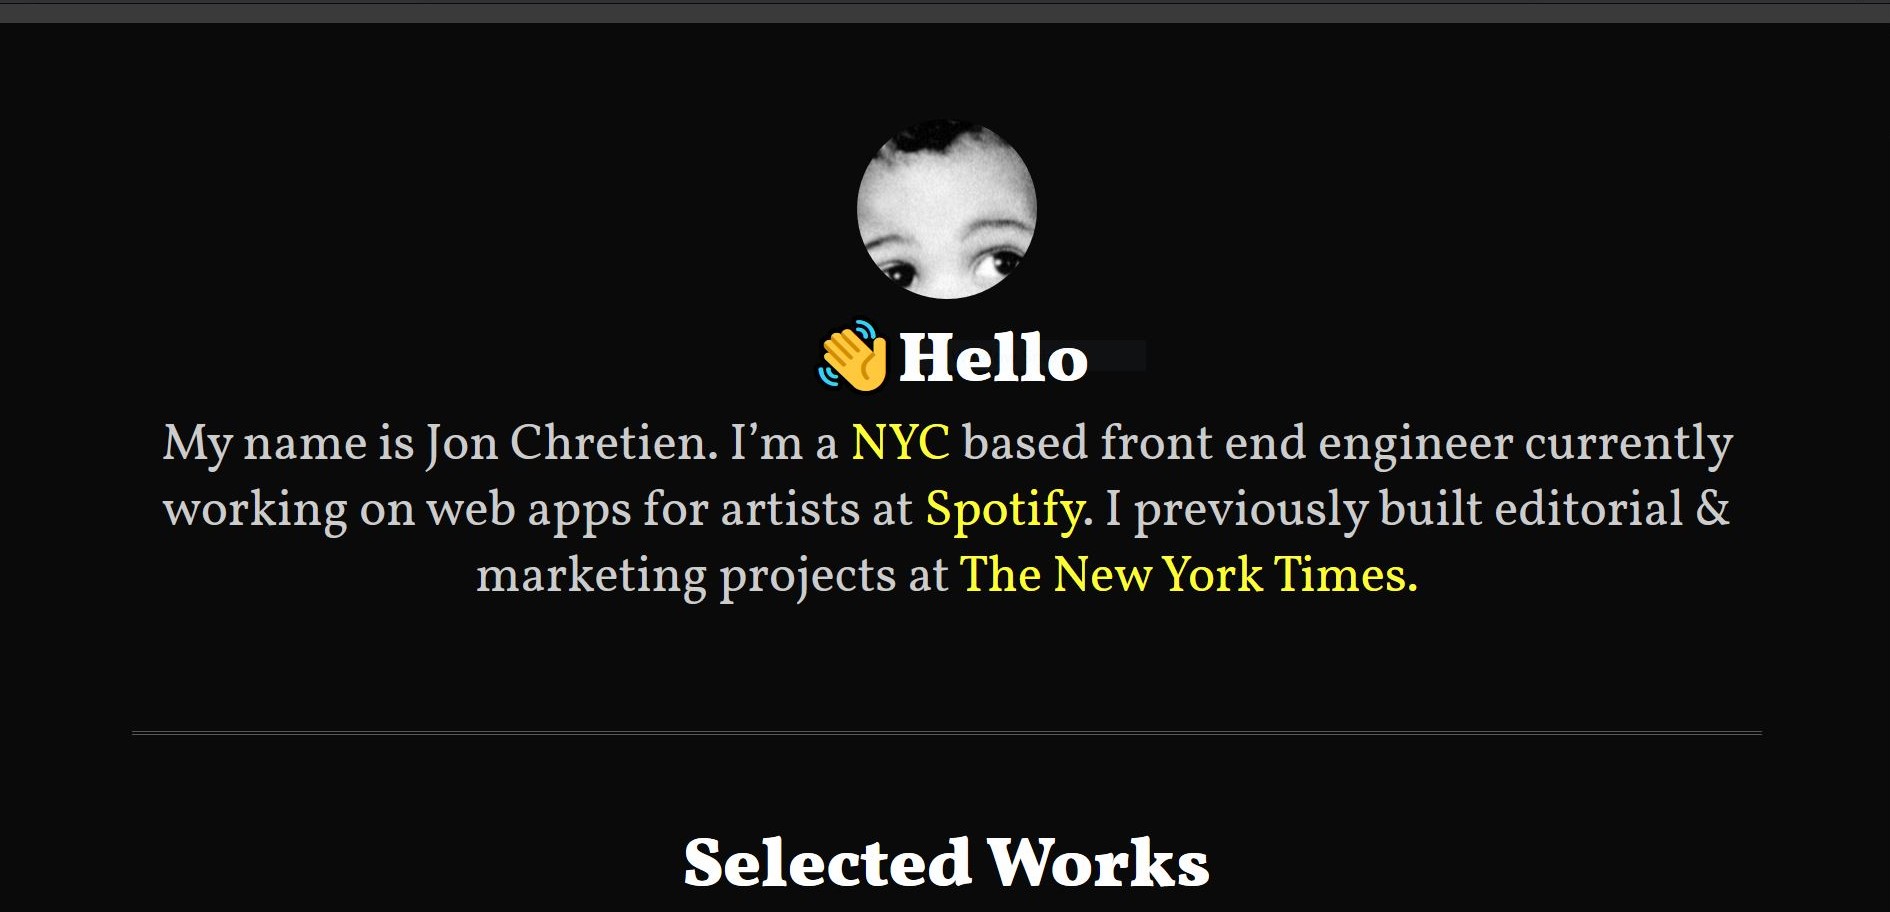 👋 Hello
My name is Jon Chretien. I’m a NYC based front end engineer currently
working on web apps for artists at Spotify. I previously built editorial &
marketing projects at The New York Times.
Selected Works